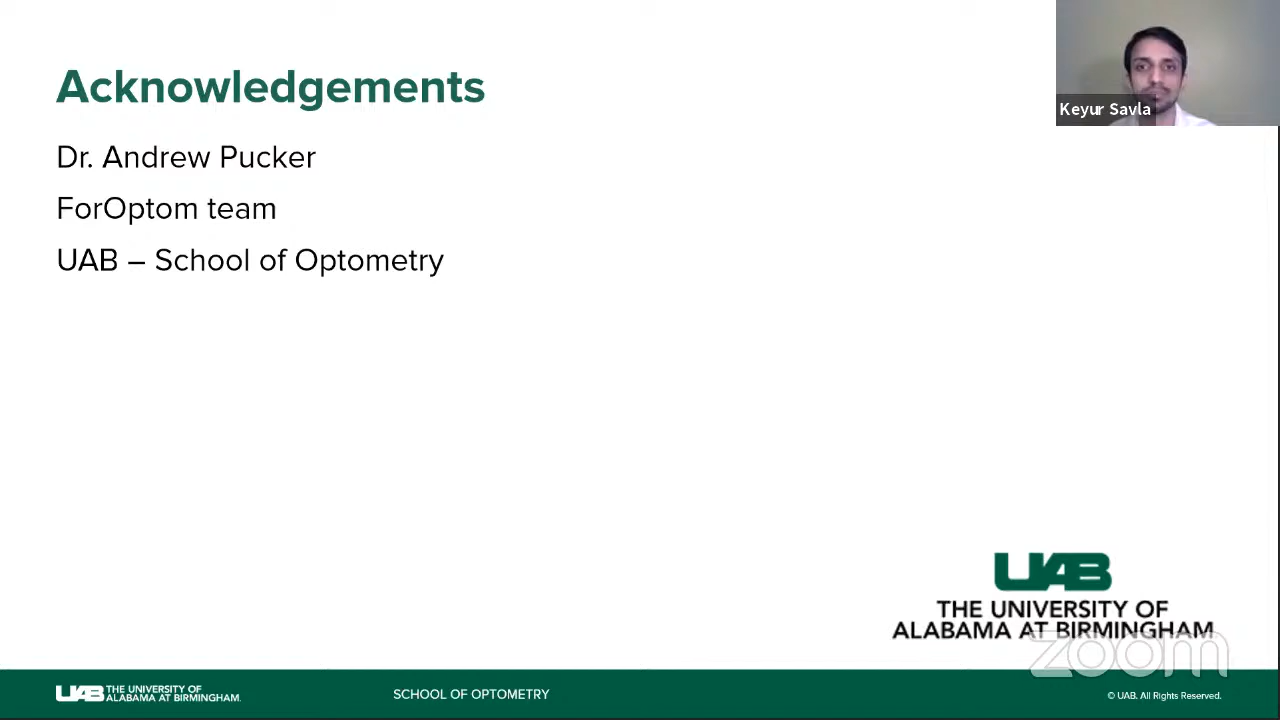 Acknowledgements
Keyur Savla
Dr. Andrew Pucker
ForOptom team
UAB – School of Optometry
UAB
THE UNIVERSITY OF
ALABAMA AT BIRMINGHAM
zoom
UAB THE UNIVERSITY OF
ALABAMA AT BIRMINGHAM.
SCHOOL OF OPTOMETRY
© UAB. All Rights Reserved.